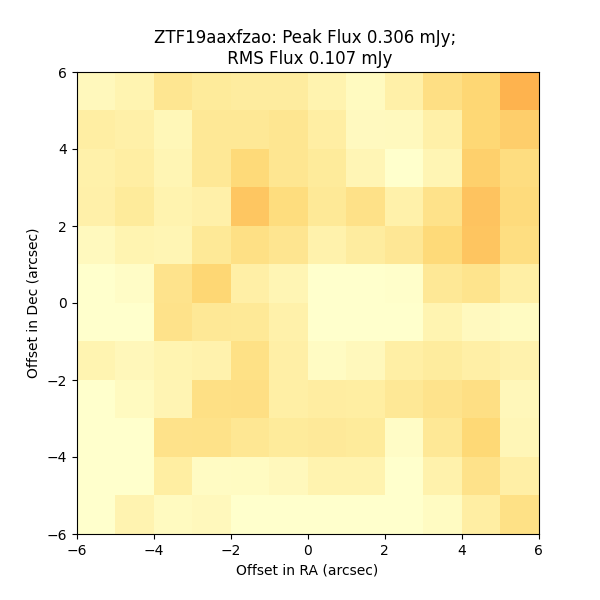 ZTF19aaxfzao: Peak Flux 0.306 mJy;
RMS Flux 0.107 mJy
6
4
2
0
−2
−4
−6
Offset in Dec (arcsec)
−6 −4 −2 0 2 4 6
Offset in RA (arcsec)